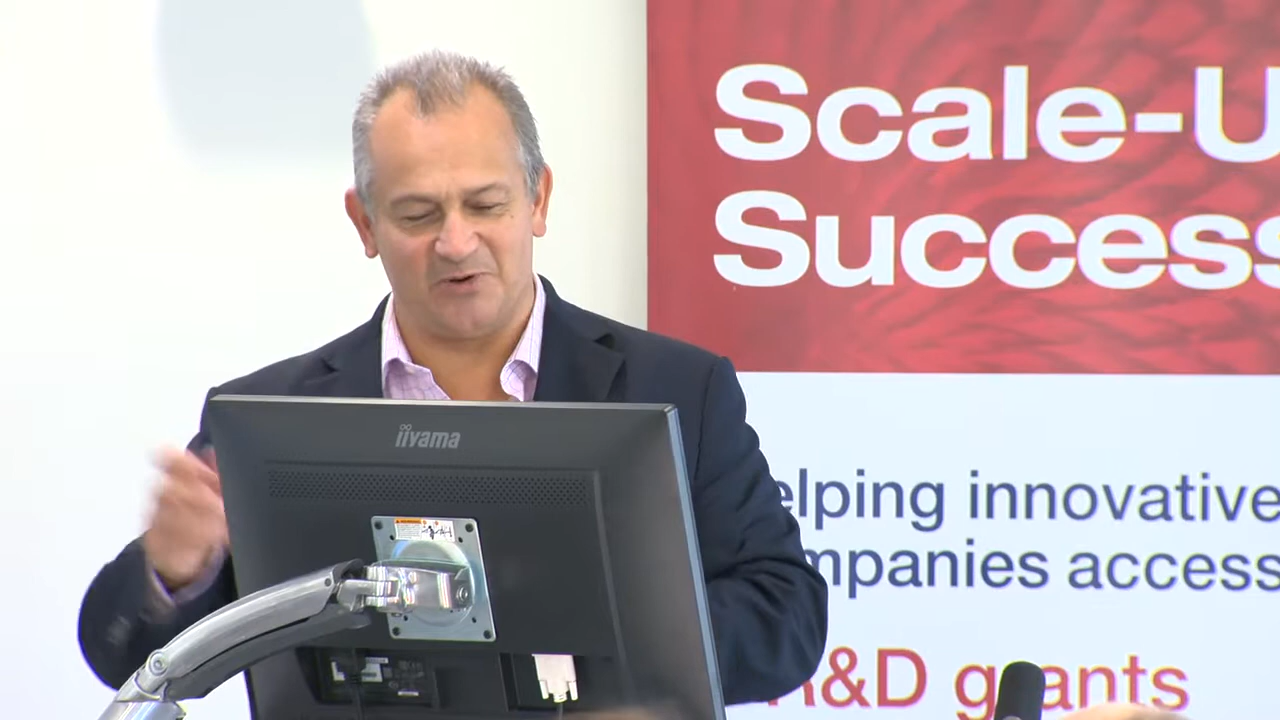 Scale-U
Success
elping innovative
mpanies access
R&D grants
iiyama